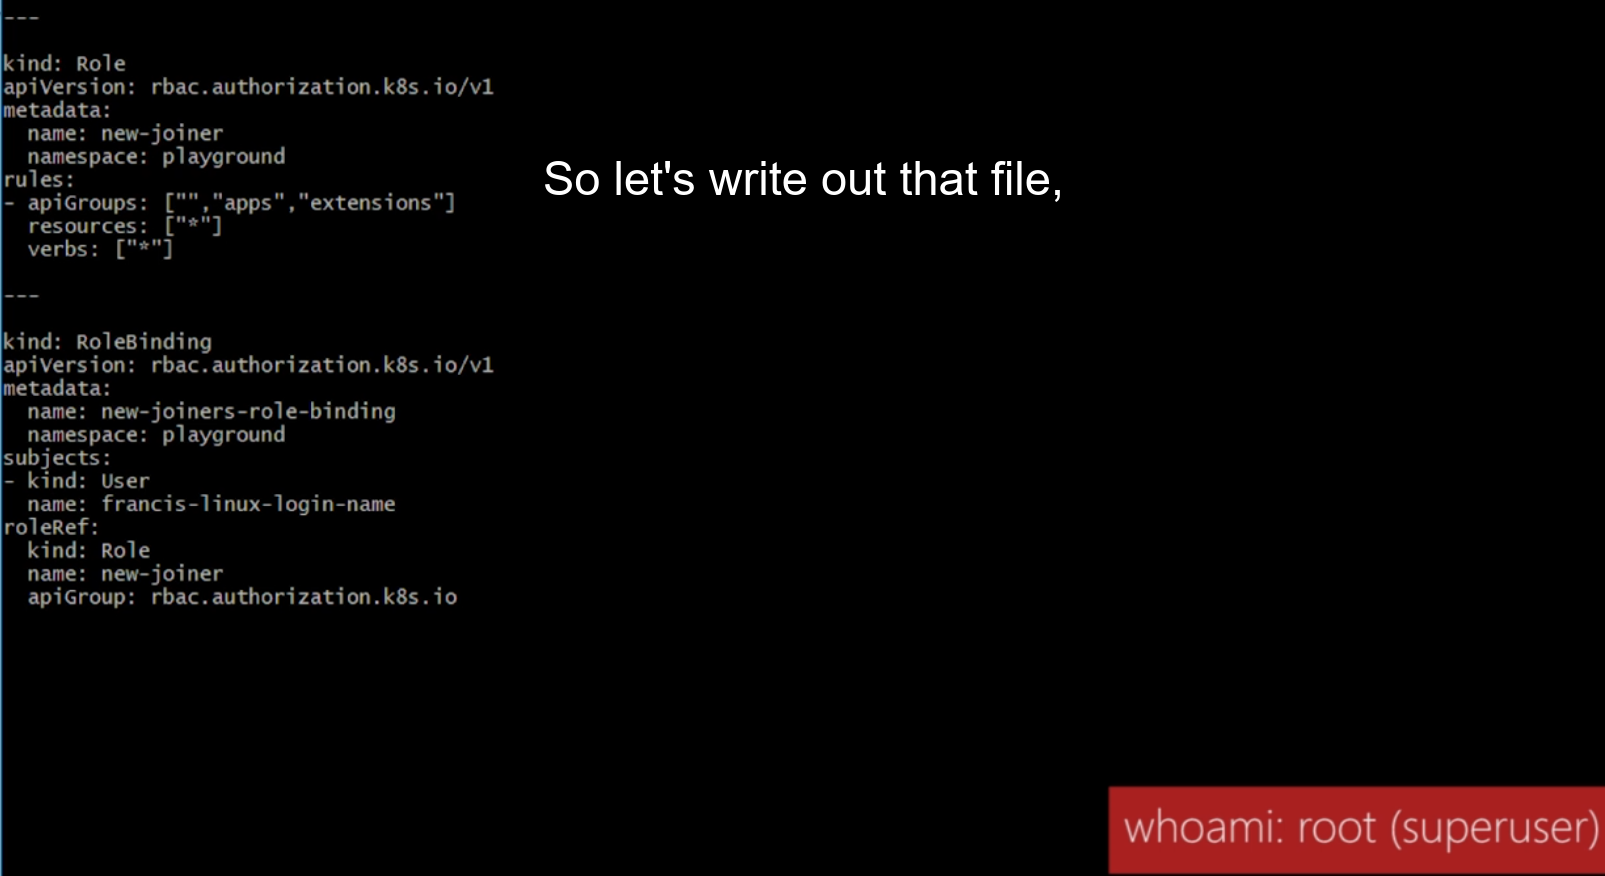 ---
kind: Role
apiVersion: rbac.authorization.k8s.io/v1
metadata:
  name: new-joiner
  namespace: playground
rules:
- apiGroups: ["","apps","extensions"]
  resources: ["*"]
  verbs: ["*"]
So let's write out that file,
---
kind: RoleBinding
apiVersion: rbac.authorization.k8s.io/v1
metadata:
  name: new-joiners-role-binding
  namespace: playground
subjects:
- kind: User
  name: francis-linux-login-name
roleRef:
  kind: Role
  name: new-joiner
  apiGroup: rbac.authorization.k8s.io
whoami: root (superuser)